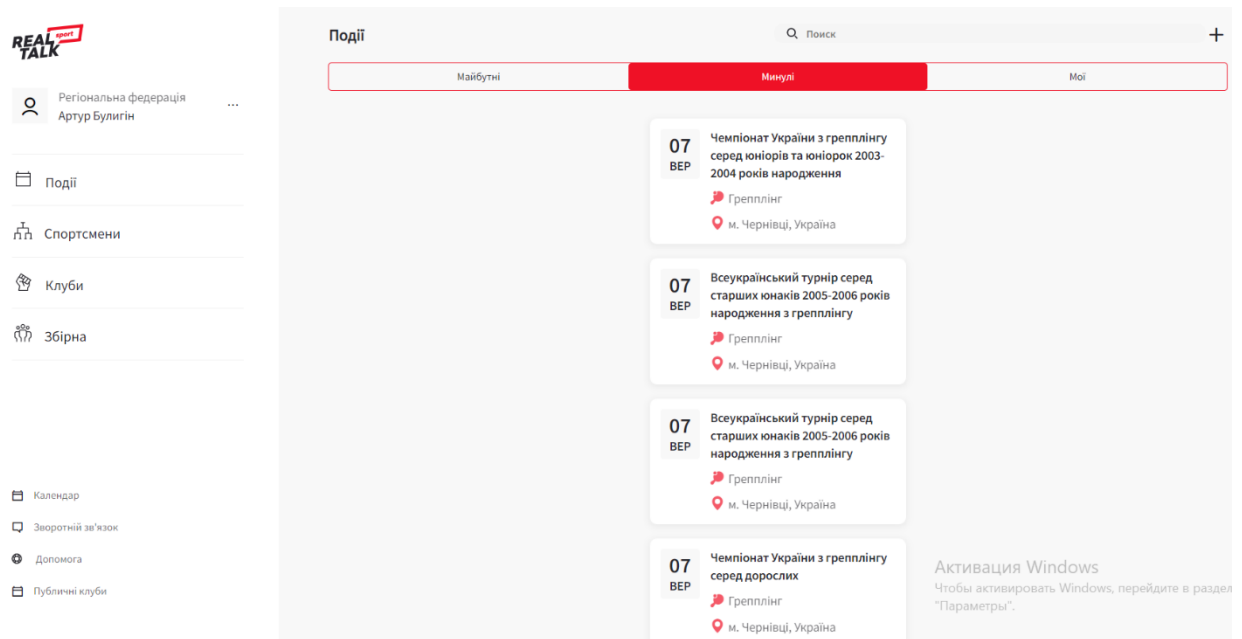 REAL sport
TALK
Регіональна федерація
Артур Булигін
...
Події
Спортсмени
Клуби
Збірна
Календар
Зворотній зв'язок
Допомога
Публичні клуби
Події
Поиск
Майбутні
Минулі
Мої
07
ВЕР
Чемпіонат України з грепплінгу
серед юніорів та юніорок 2003-
2004 років народження
Грепплінг
м. Чернівці, Україна
07
ВЕР
Всеукраїнський турнір серед
старших юнаків 2005-2006 років
народження з грепплінгу
Грепплінг
м. Чернівці, Україна
07
ВЕР
Всеукраїнський турнір серед
старших юнаків 2005-2006 років
народження з грепплінгу
Грепплінг
м. Чернівці, Україна
07
ВЕР
Чемпіонат України з грепплінгу
серед дорослих
Грепплінг
м. Чернівці, Україна
Активация Windows
Чтобы активировать Windows, перейдите в раздел
"Параметры".